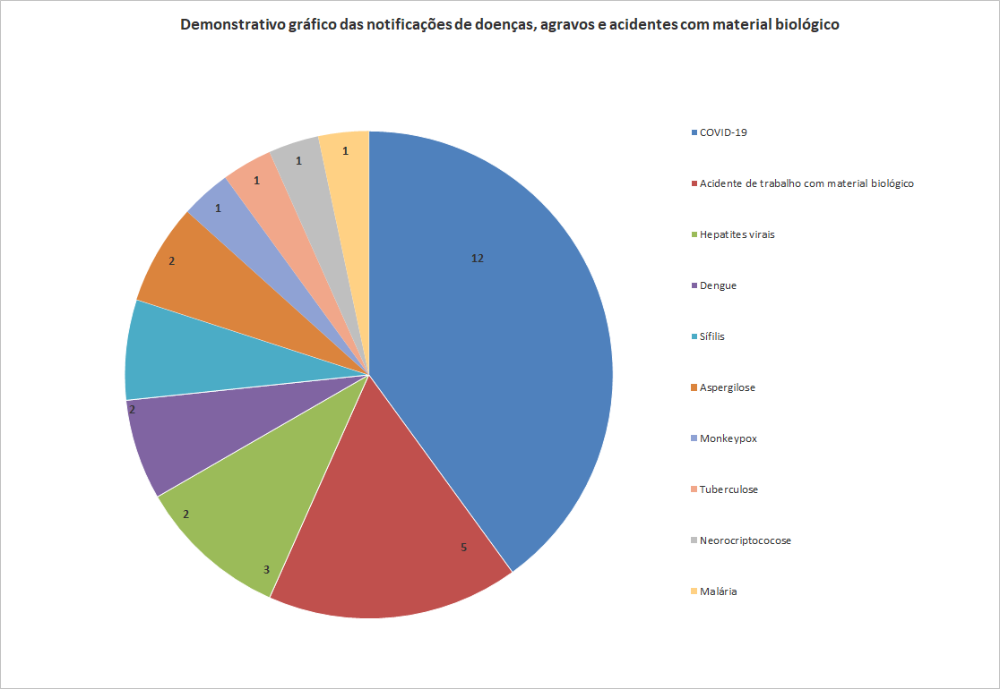 Demonstrativo gráfico das notificações de doenças, agravos e acidentes com material biológico
12
5
3
2
2
2
1
1
1
1
COVID-19
Acidente de trabalho com material biológico
Hepatites virais
Dengue
Sífilis
Aspergilose
Monkeypox
Tuberculose
Neorocriptococose
Malária